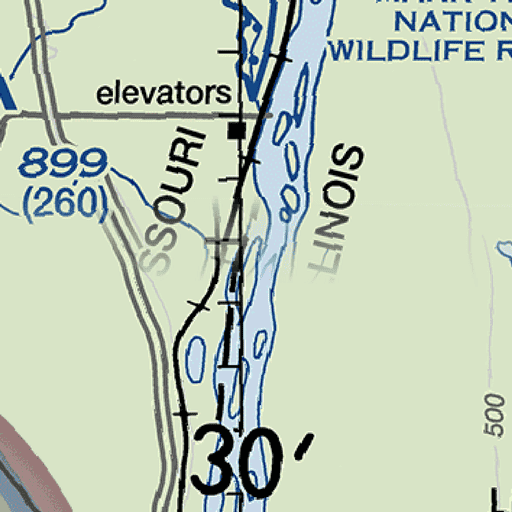 NATION
WILDLIFE R
elevators
899
(260)
SSOURI
LINOIS
500
30′